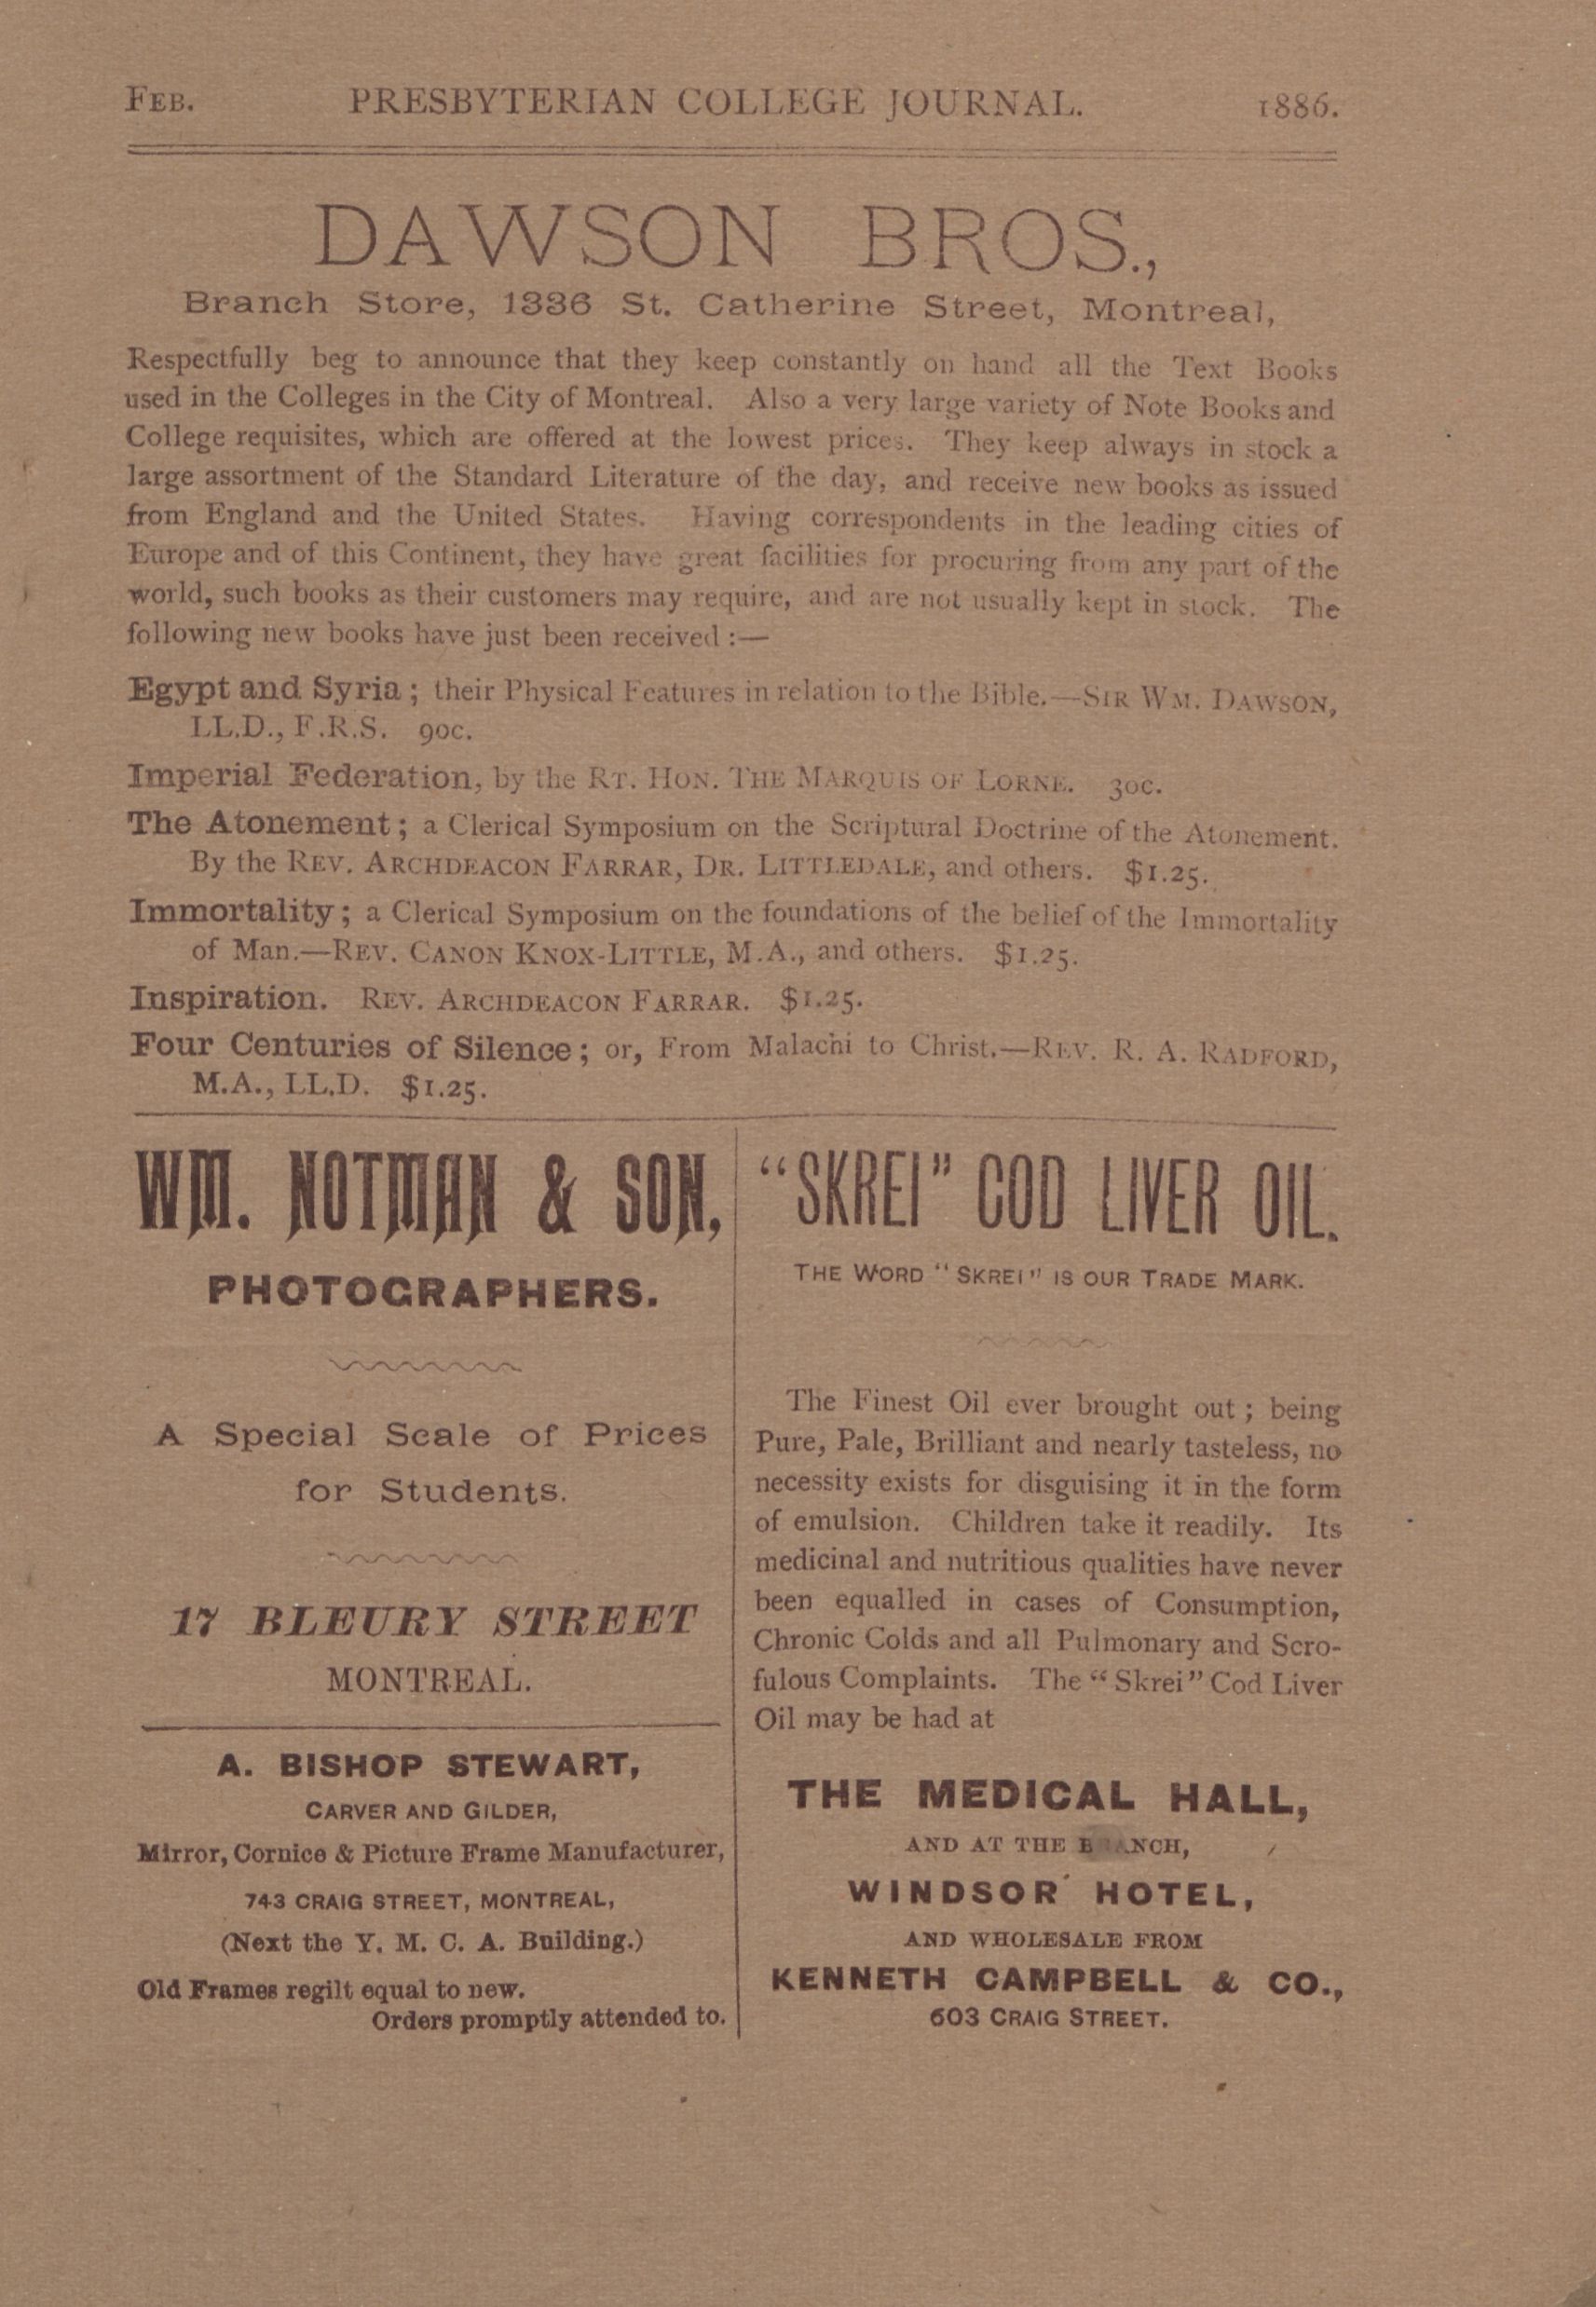 FEB. PRESBYTERIAN COLLEGE JOURNAL. 1886.
DAWSON BROS.,
Branch Store, 1336 St. Catherine Street, Montreal,
Respectfully beg to announce that they keep constantly on hand all the Text Books
used in the Colleges in the City of Montreal. Also a very large variety of Note Books and
College requisites, which are offered at the lowest prices. They keep always in stock a
large assortment of the Standard Literature of the day, and receive new books as issued
from England and the United States. Having correspondents in the leading cities of
Europe and of this Continent, they have great facilities for procuring from any part of the
world, such books as their customers may require, and are not usually kept in stock. The
following new books have just been received :—
Egypt and Syria ; their Physical Features in relation to the Bible.—SIR WM. DAWSON,
LL.D., F.R.S. 90c.
Imperial Federation, by the RT. HON. THE MARQUIS OF LORNE. 30c.
The Atonement ; a Clerical Symposium on the Scriptural Doctrine of the Atonement.
By the REV. ARCHDEACON FARRAR, DR. LITTLEDALE, and others. $1.25.
Immortality ; a Clerical Symposium on the foundations of the belief of the Immortality
of Man.—REV. CANON KNOX-LITTLE, M.A., and others. $1.25.
Inspiration. REV. ARCHDEACON FARRAR. $1.25.
Four Centuries of Silence ; or, From Malachi to Christ.—REV. R. A. RADFORD,
M.A., LL.D. $1.25.
WM. NOTMAN & SON,
PHOTOGRAPHERS.
A Special Scale of Prices
for Students.
17 BLEURY STREET
MONTREAL.
A. BISHOP STEWART,
CARVER AND GILDER,
Mirror, Cornice & Picture Frame Manufacturer,
743 CRAIG STREET, MONTREAL,
(Next the Y. M. C. A. Building.)
Old Frames regilt equal to new.
Orders promptly attended to.
"SKREI" COD LIVER OIL.
THE WORD "SKREI" IS OUR TRADE MARK.
The Finest Oil ever brought out ; being
Pure, Pale, Brilliant and nearly tasteless, no
necessity exists for disguising it in the form
of emulsion. Children take it readily. Its
medicinal and nutritious qualities have never
been equalled in cases of Consumption,
Chronic Colds and all Pulmonary and Scro-
fulous Complaints. The "Skrei" Cod Liver
Oil may be had at
THE MEDICAL HALL,
AND AT THE BRANCH,
WINDSOR HOTEL,
AND WHOLESALE FROM
KENNETH CAMPBELL & CO.,
603 CRAIG STREET.